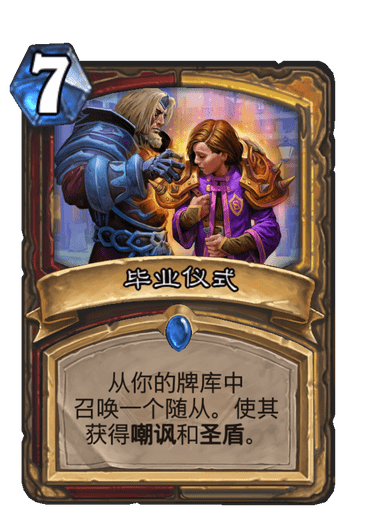 7
毕业仪式
从你的牌库中
召唤一个随从。使其
获得嘲讽和圣盾。